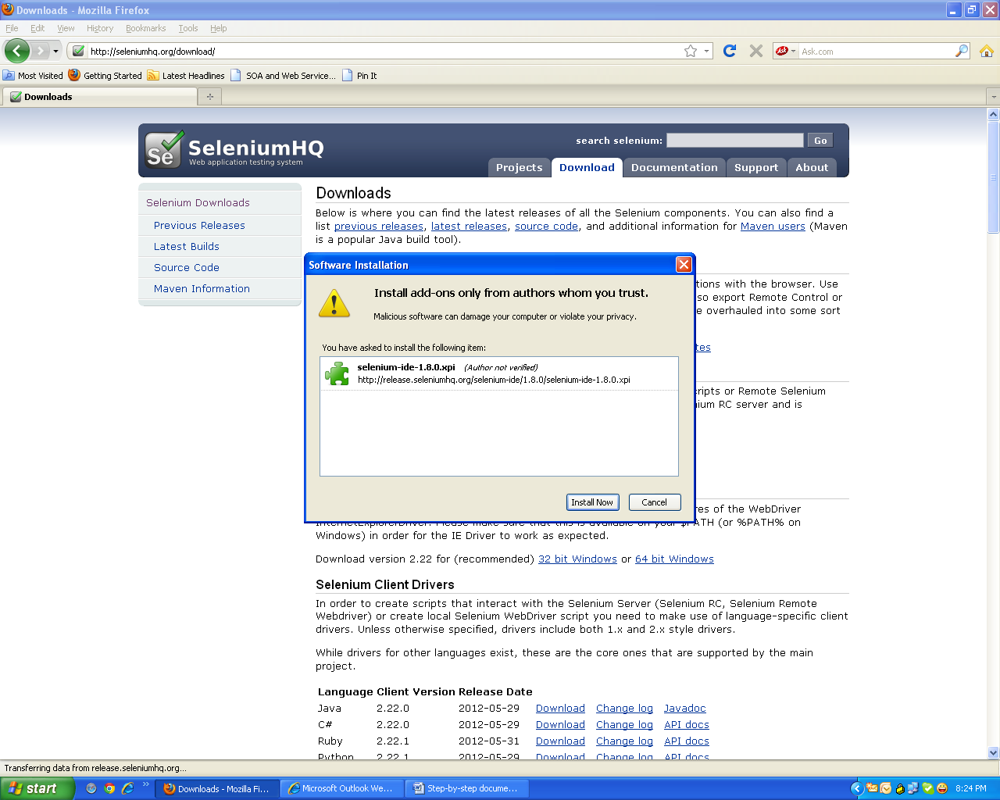 Downloads - Mozilla Firefox
File Edit View History Bookmarks Tools Help
http://seleniumhq.org/download/
Ask Ask.com
Most Visited Getting Started Latest Headlines SOA and Web Service... Pin It
Downloads
Se SeleniumHQ
Web application testing system
search selenium: Go
Projects Download Documentation Support About
Selenium Downloads
Previous Releases
Latest Builds
Source Code
Maven Information
Downloads
Below is where you can find the latest releases of all the Selenium components. You can also find a
list previous releases, latest releases, source code, and additional information for Maven users (Maven
is a popular Java build tool).
Software Installation
Install add-ons only from authors whom you trust.
Malicious software can damage your computer or violate your privacy.
You have asked to install the following item:
selenium-ide-1.8.0.xpi (Author not verified)
http://release.seleniumhq.org/selenium-ide/1.8.0/selenium-ide-1.8.0.xpi
Install Now Cancel
tions with the browser. Use
so export Remote Control or
e overhauled into some sort
tes
ripts or Remote Selenium
ium RC server and is
res of the WebDriver
InternetExplorerDriver. Please make sure that this is available on your $PATH (or %PATH% on
Windows) in order for the IE Driver to work as expected.
Download version 2.22 for (recommended) 32 bit Windows or 64 bit Windows
Selenium Client Drivers
In order to create scripts that interact with the Selenium Server (Selenium RC, Selenium Remote
Webdriver) or create local Selenium WebDriver script you need to make use of language-specific client
drivers. Unless otherwise specified, drivers include both 1.x and 2.x style drivers.
While drivers for other languages exist, these are the core ones that are supported by the main
project.
Language Client Version Release Date
Java 2.22.0 2012-05-29 Download Change log Javadoc
C# 2.22.0 2012-05-29 Download Change log API docs
Ruby 2.22.1 2012-05-31 Download Change log API docs
Python 2.22.1 2012-05-29 Download Change log API docs
Transferring data from release.seleniumhq.org...
start Downloads - Mozilla Fi... Microsoft Outlook We... Step-by-step docume... 8:24 PM